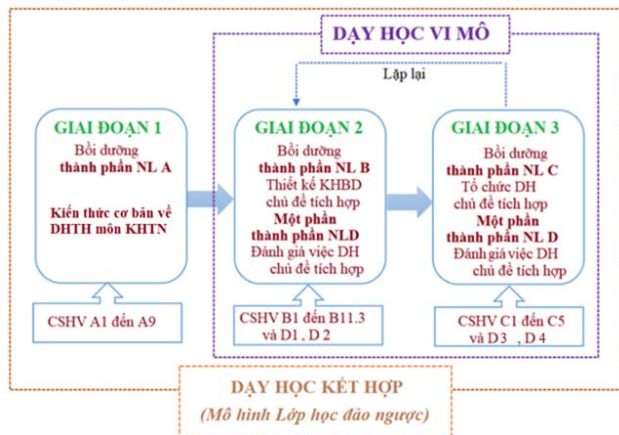 DẠY HỌC VI MÔ
Lặp lại
GIAI ĐOẠN 1
Bồi dưỡng
thành phần NL A
Kiến thức cơ bản về
DHTH môn KHTN
CSHV A1 đến A9
GIAI ĐOẠN 2
Bồi dưỡng
thành phần NL B
Thiết kế KHBD
chủ đề tích hợp
Một phần
thành phần NLD
Đánh giá việc DH
chủ đề tích hợp
CSHV B1 đến B11.3
và D1, D 2
GIAI ĐOẠN 3
Bồi dưỡng
thành phần NL C
Tổ chức DH
chủ đề tích hợp
Một phần
thành phần NL D
Đánh giá việc DH
chủ đề tích hợp
CSHV C1 đến C5
và D3 , D 4
DẠY HỌC KẾT HỢP
(Mô hình Lớp học đảo ngược)